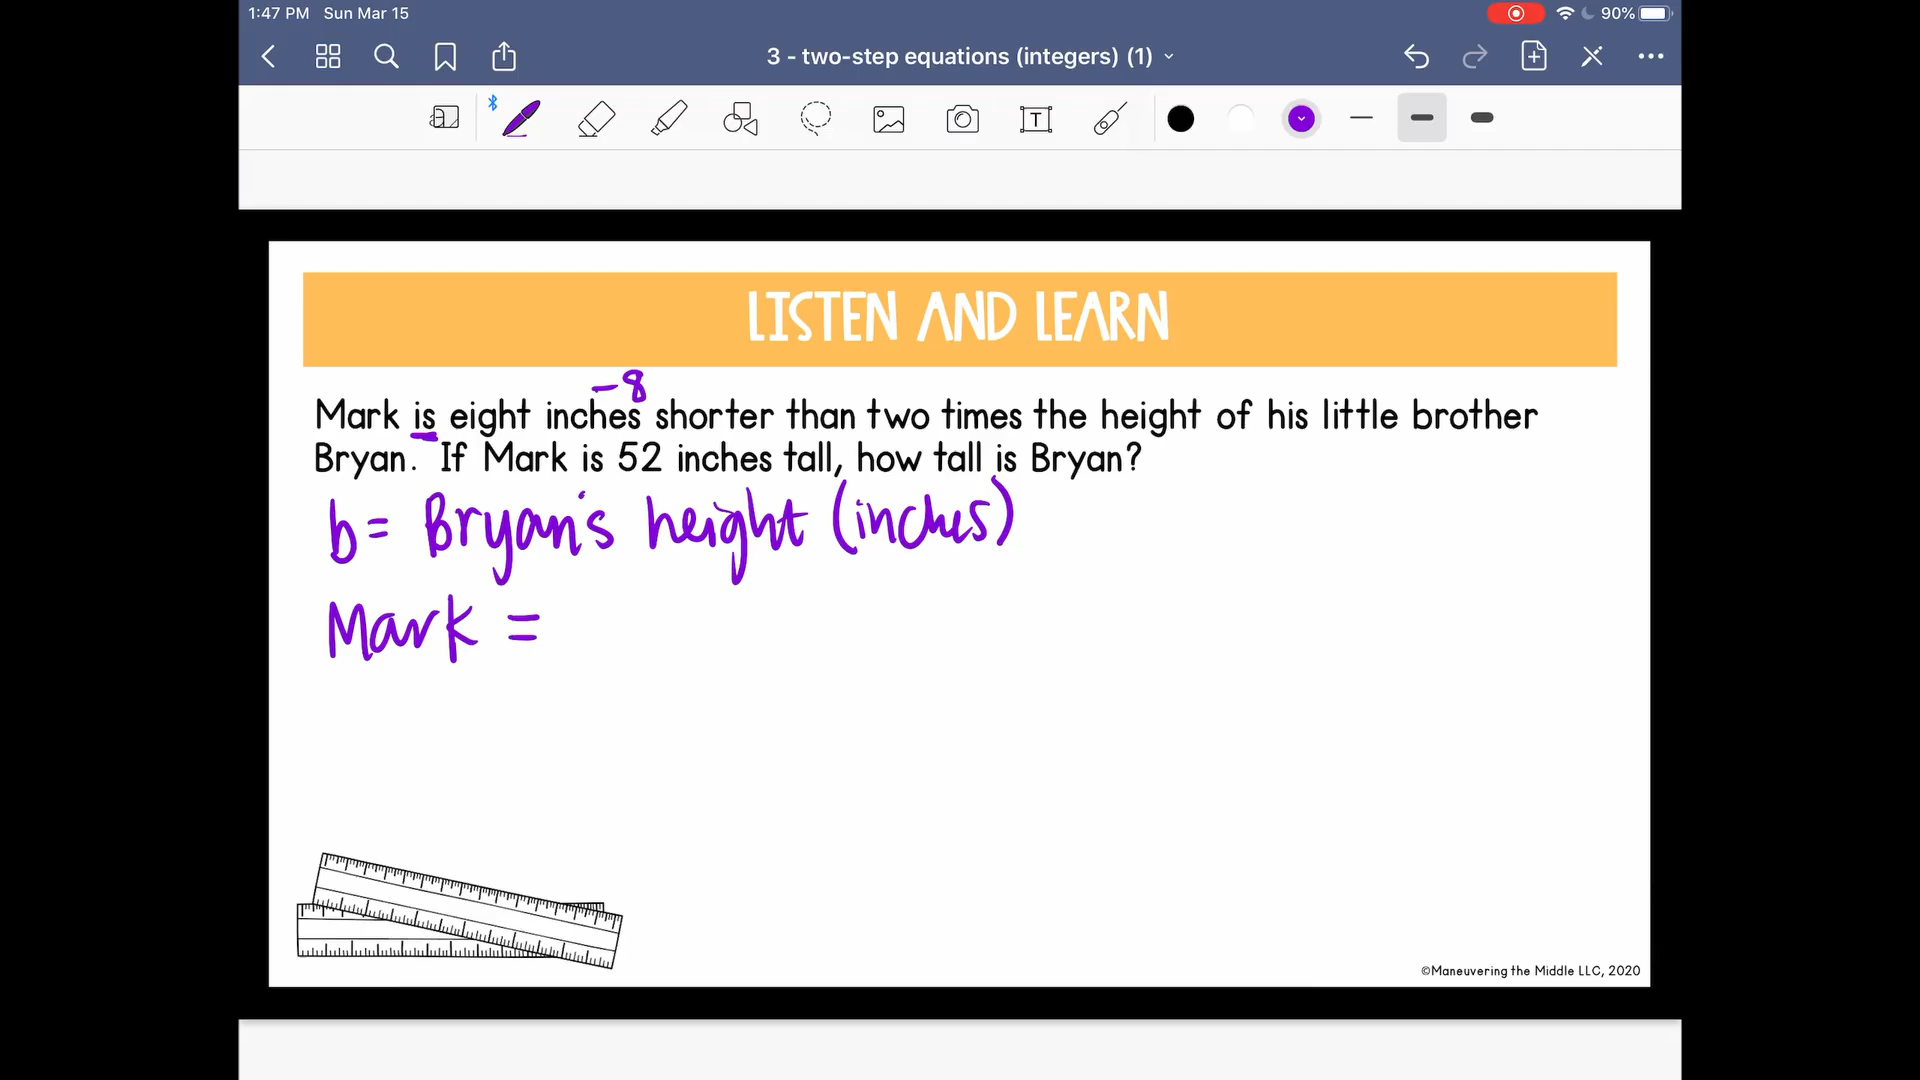 1:47 PM Sun Mar 15
90%
3 - two-step equations (integers) (1)
T
LISTEN AND LEARN
-8
Mark is eight inches shorter than two times the height of his little brother
Bryan. If Mark is 52 inches tall, how tall is Bryan?
b= Bryan's height (inches)
Mark =
©Maneuvering the Middle LLC, 2020